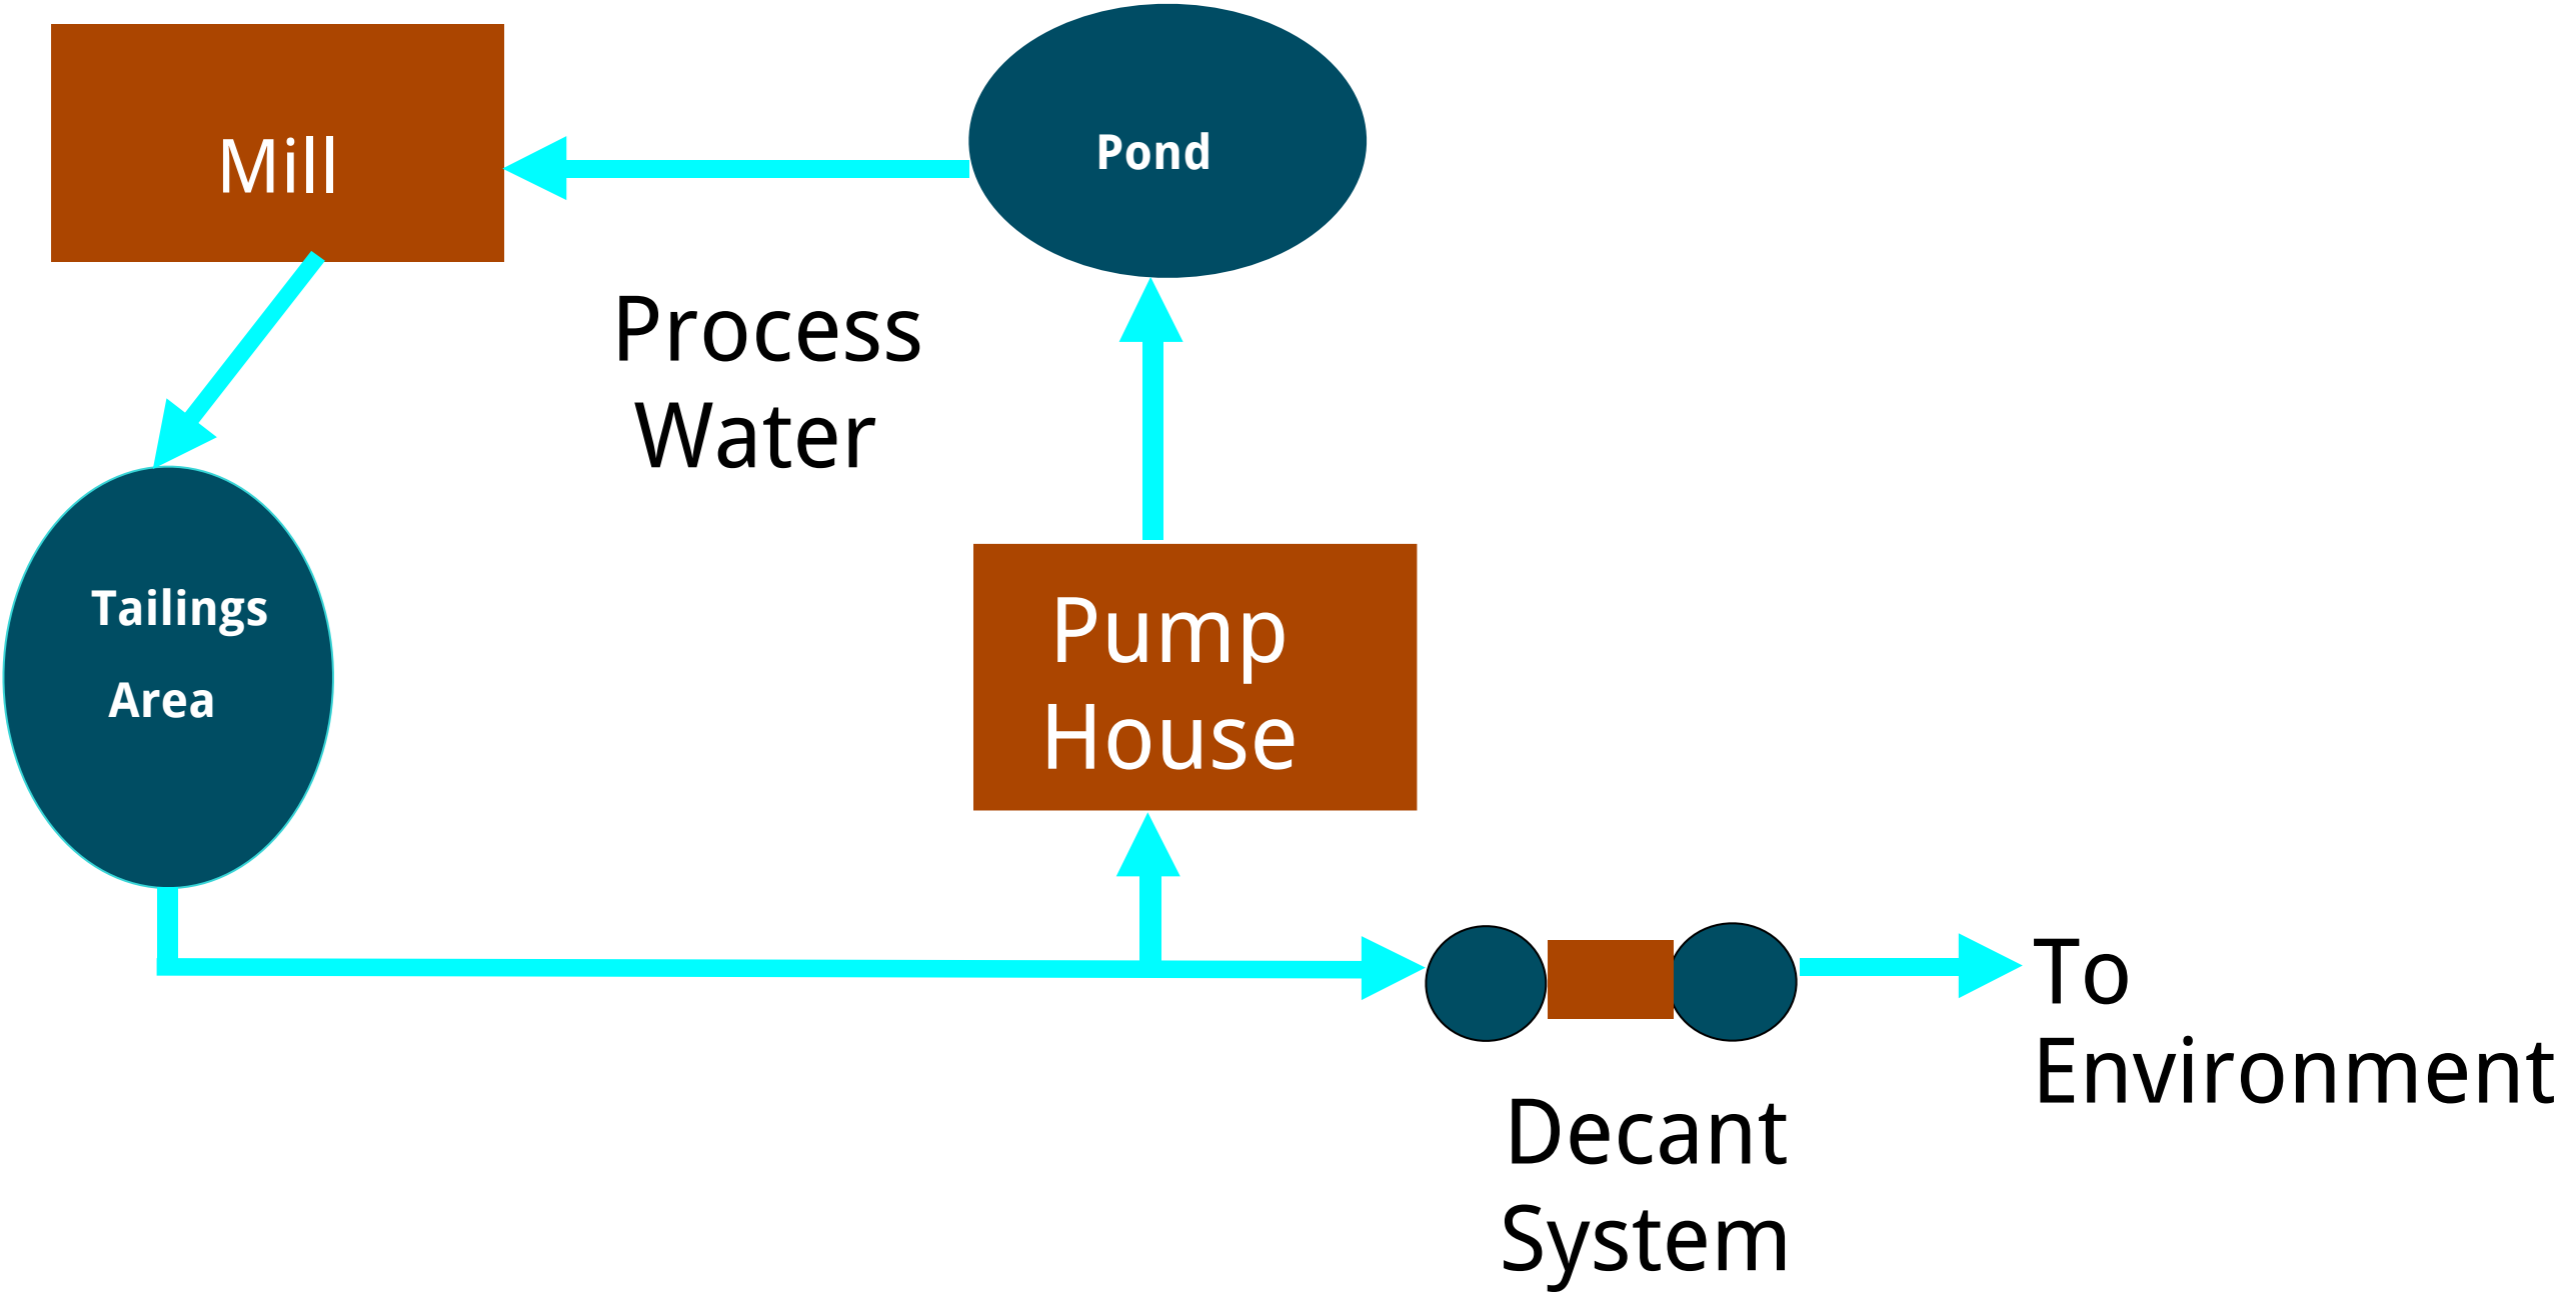 Mill
Pond
Process
Water
Tailings
Area
Pump
House
To
Environment
Decant
System